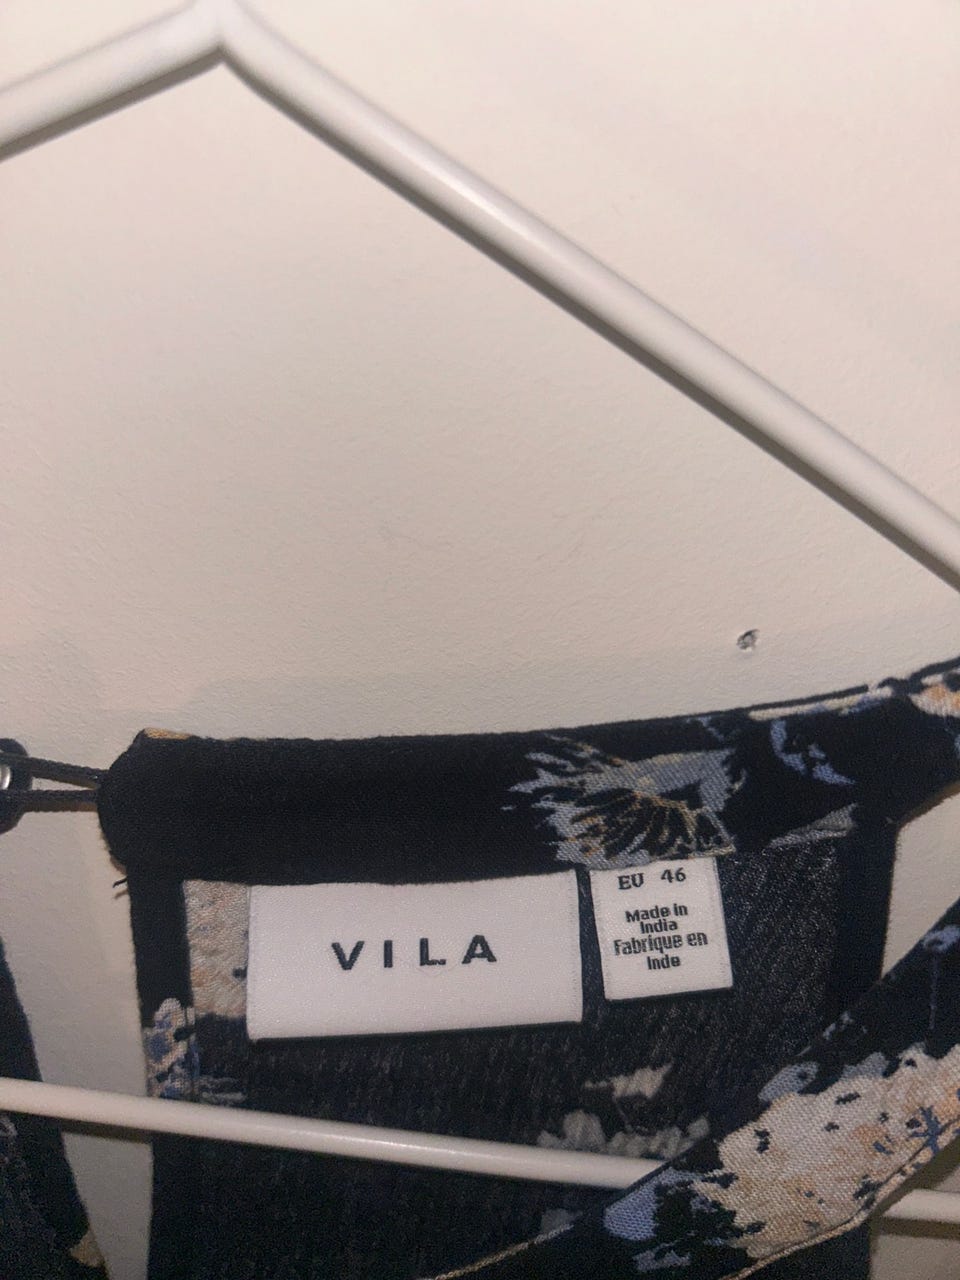 VILA
EU 46
Made in
India
Fabrique en
Inde